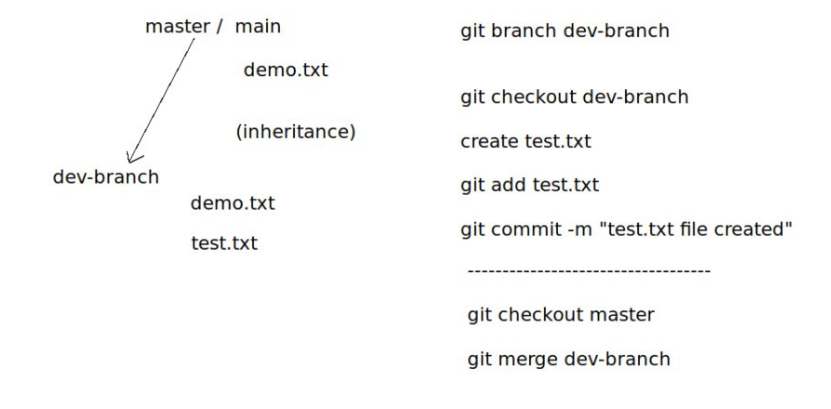 master / main
demo.txt
(inheritance)
dev-branch
demo.txt
test.txt
git branch dev-branch
git checkout dev-branch
create test.txt
git add test.txt
git commit -m "test.txt file created"
-----------------------------------
git checkout master
git merge dev-branch